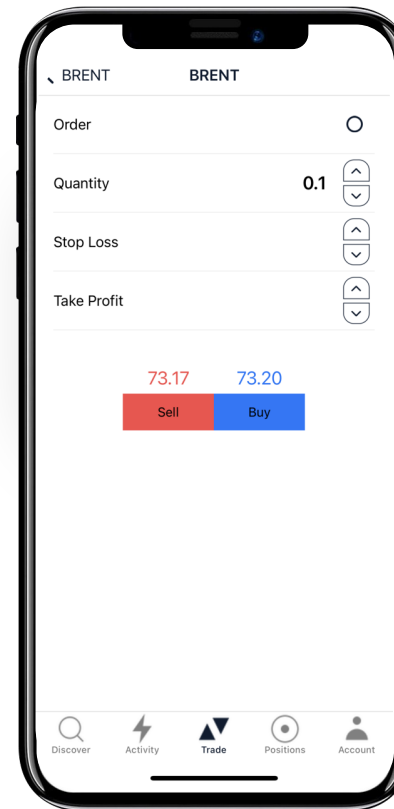 BRENT BRENT
Order
Quantity 0.1
Stop Loss
Take Profit
73.17 73.20
Sell Buy
Discover Activity Trade Positions Account